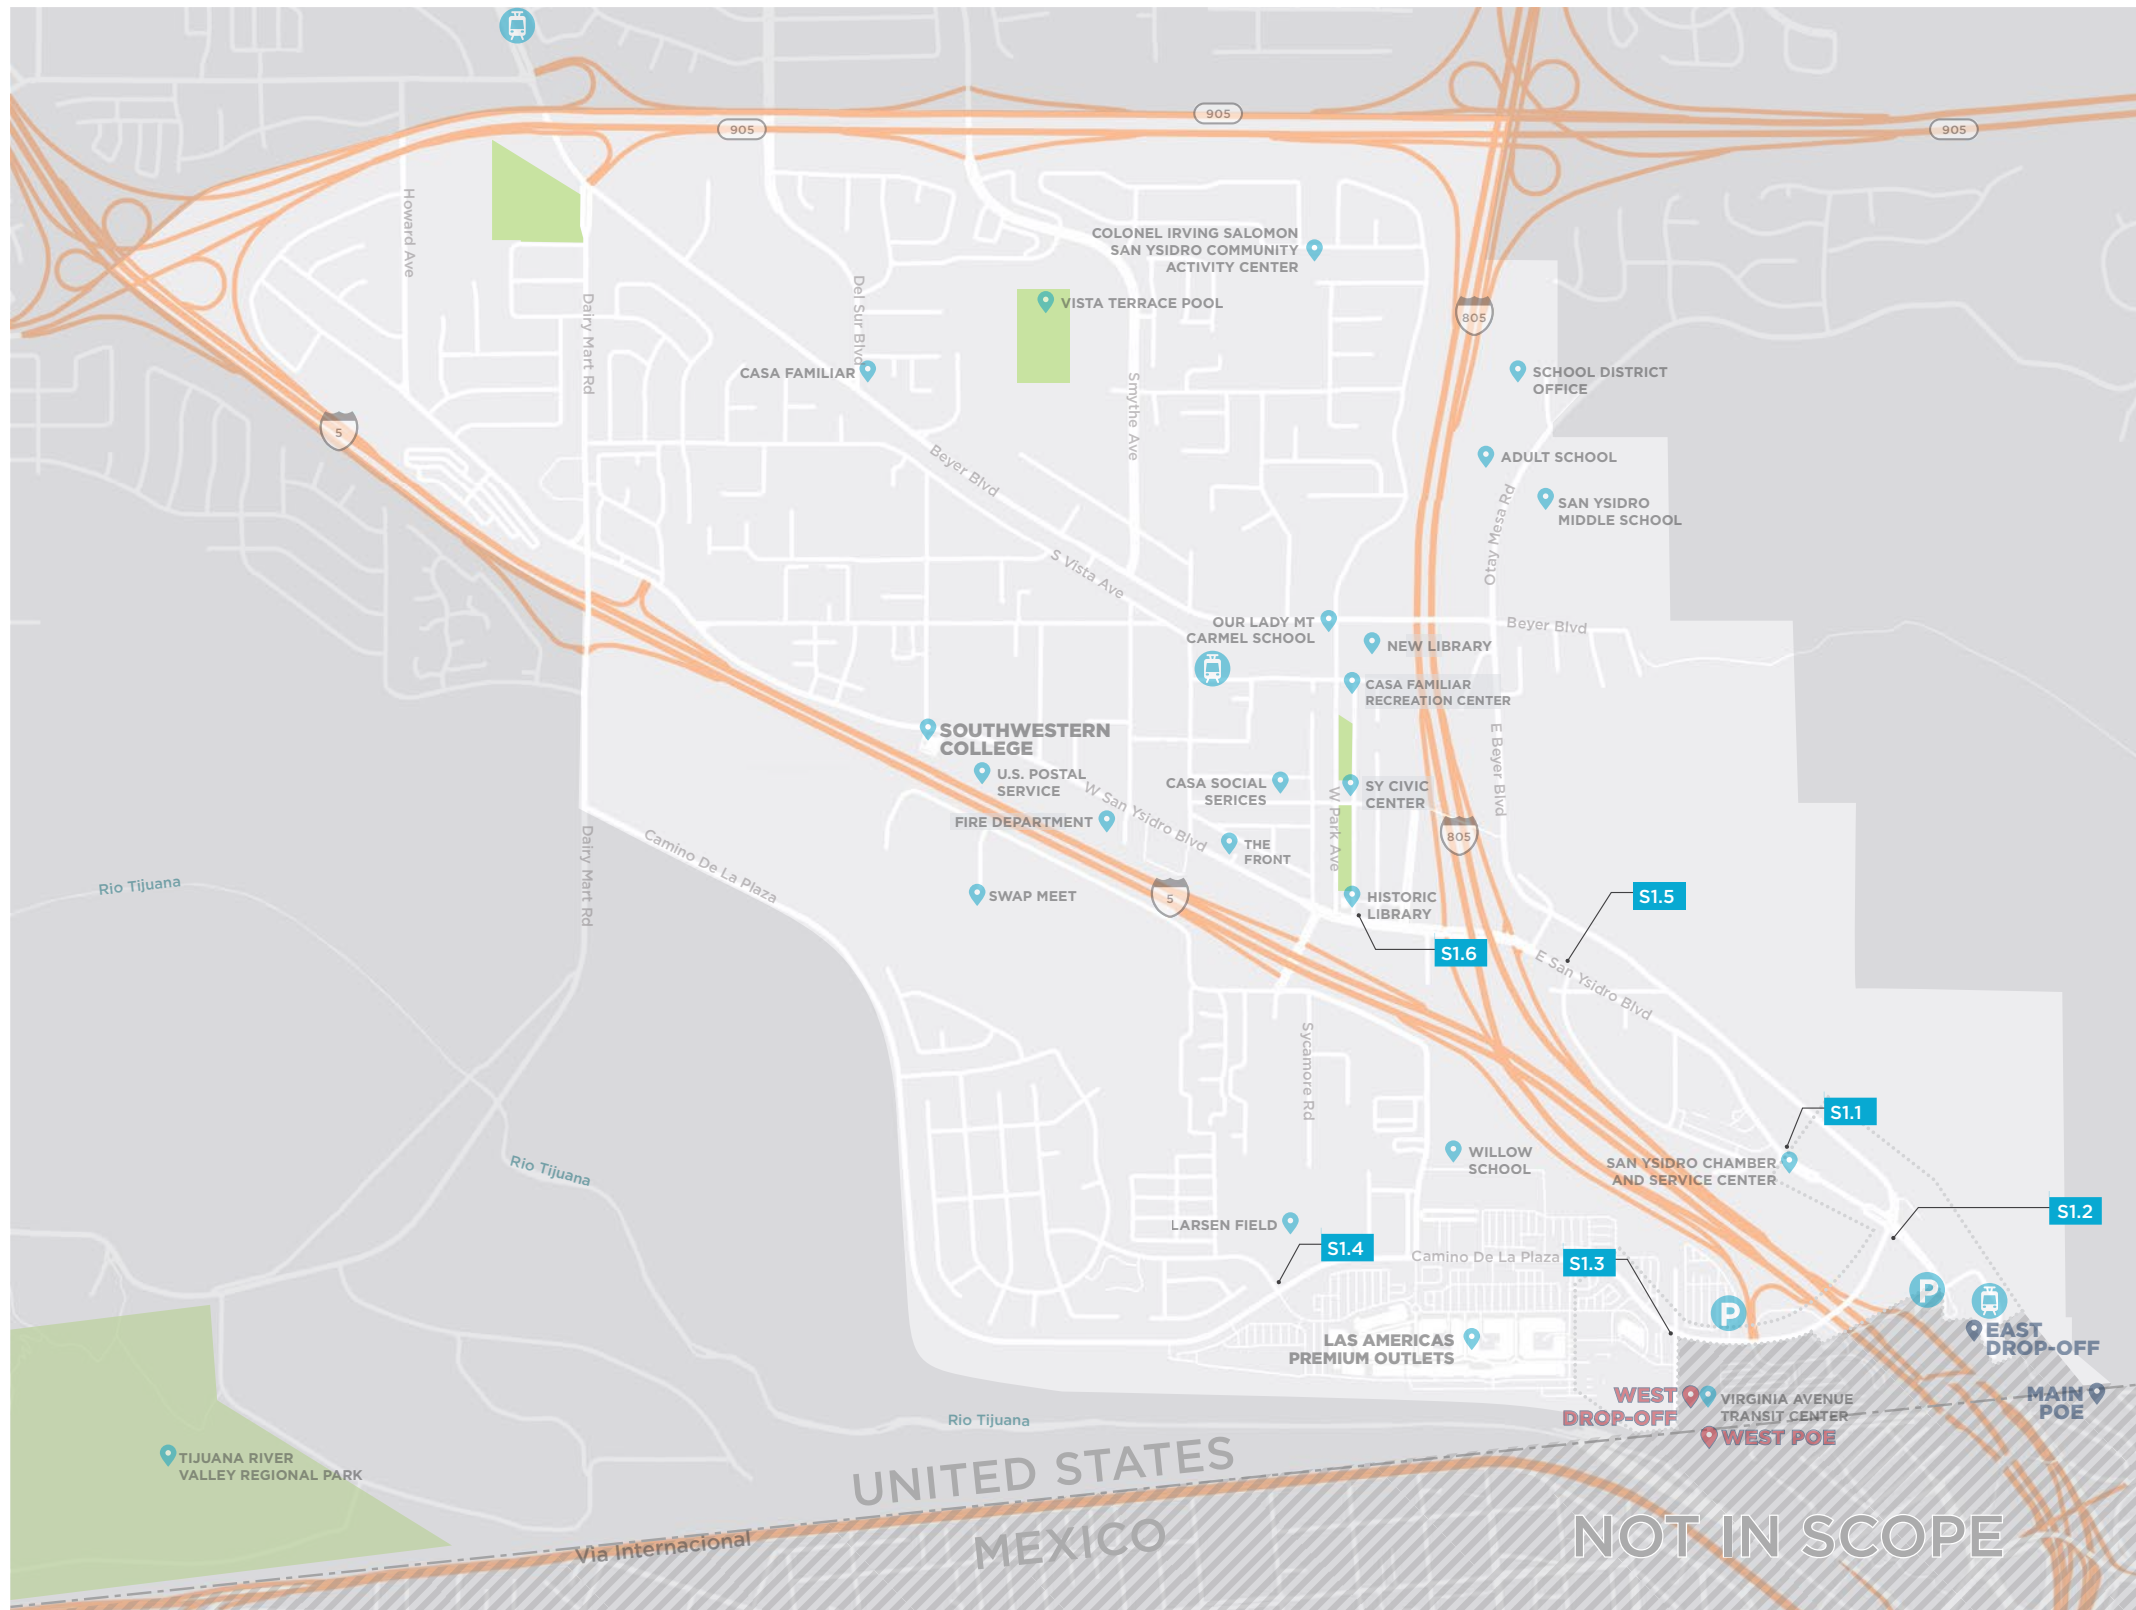 905
905
905
Howard Ave
COLONEL IRVING SALOMON
SAN YSIDRO COMMUNITY
ACTIVITY CENTER
Del Sur Blvd
Dairy Mart Rd
VISTA TERRACE POOL
805
CASA FAMILIAR
SCHOOL DISTRICT
OFFICE
Smythe Ave
5
Beyer Blvd
ADULT SCHOOL
Otay Mesa Rd
SAN YSIDRO
MIDDLE SCHOOL
S Vista Ave
OUR LADY MT
CARMEL SCHOOL
Beyer Blvd
NEW LIBRARY
CASA FAMILIAR
RECREATION CENTER
SOUTHWESTERN
COLLEGE
E Beyer Blvd
U.S. POSTAL
SERVICE
CASA SOCIAL
SERICES
SY CIVIC
CENTER
W San Ysidro Blvd
W Park Ave
FIRE DEPARTMENT
805
THE
FRONT
Dairy Mart Rd
Camino De La Plaza
Rio Tijuana
SWAP MEET
5
HISTORIC
LIBRARY
S1.5
S1.6
E San Ysidro Blvd
Sycamore Rd
S1.1
WILLOW
SCHOOL
SAN YSIDRO CHAMBER
AND SERVICE CENTER
Rio Tijuana
S1.2
LARSEN FIELD
S1.4
Camino De La Plaza
S1.3
P
P
LAS AMERICAS
PREMIUM OUTLETS
EAST
DROP-OFF
WEST
DROP-OFF
VIRGINIA AVENUE
TRANSIT CENTER
MAIN
POE
WEST POE
Rio Tijuana
TIJUANA RIVER
VALLEY REGIONAL PARK
UNITED STATES
MEXICO
Via Internacional
NOT IN SCOPE